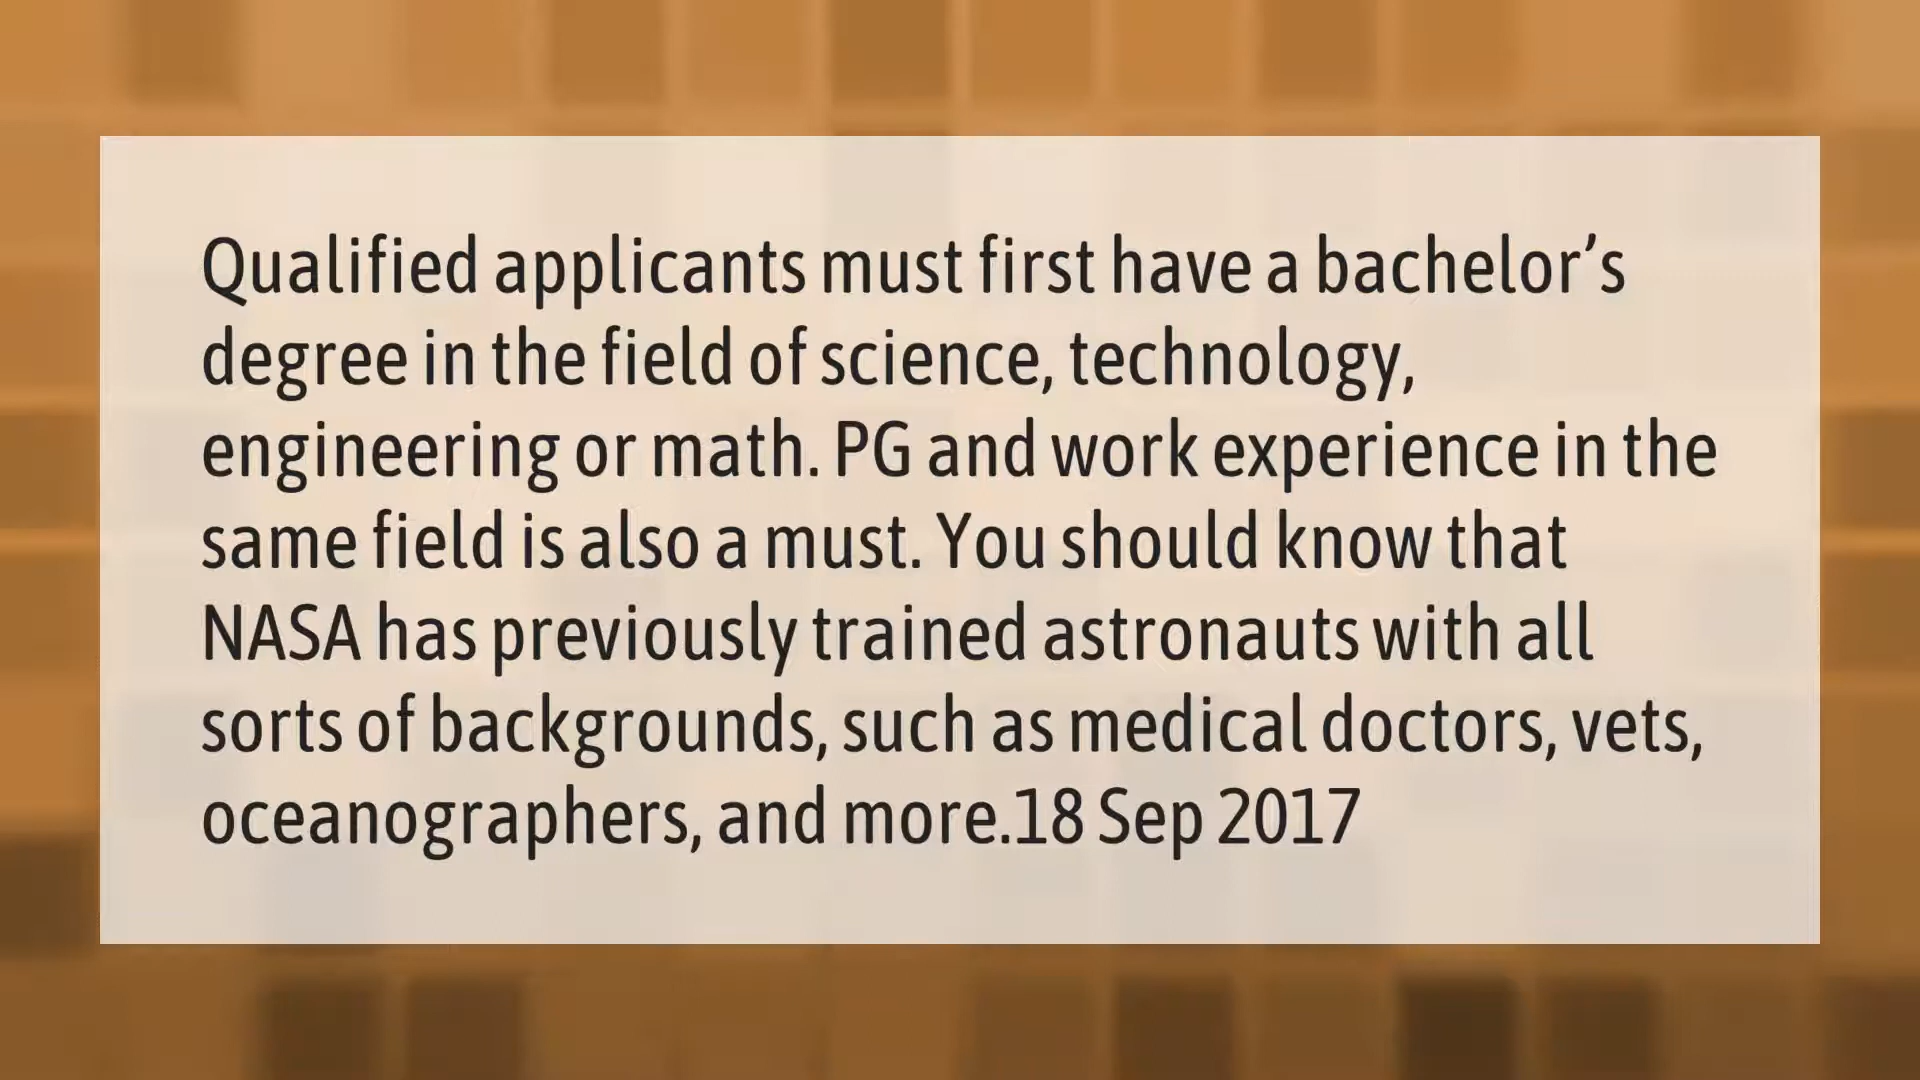 Qualified applicants must first have a bachelor’s
degree in the field of science, technology,
engineering or math. PG and work experience in the
same field is also a must. You should know that
NASA has previously trained astronauts with all
sorts of backgrounds, such as medical doctors, vets,
oceanographers, and more.18 Sep 2017